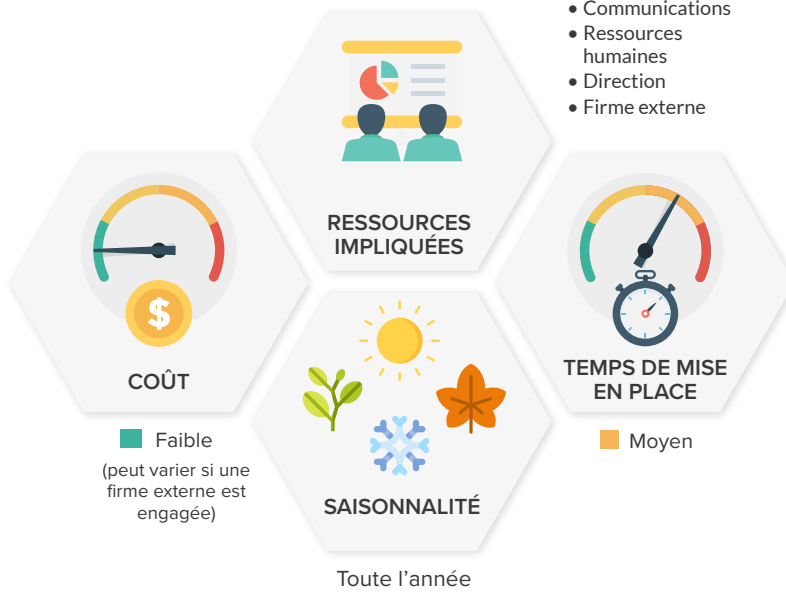 • Communications
• Ressources
humaines
• Direction
• Firme externe
RESSOURCES
IMPLIQUÉES
$
COÛT
Faible
(peut varier si une
firme externe est
engagée)
TEMPS DE MISE
EN PLACE
Moyen
SAISONNALITÉ
Toute l’année